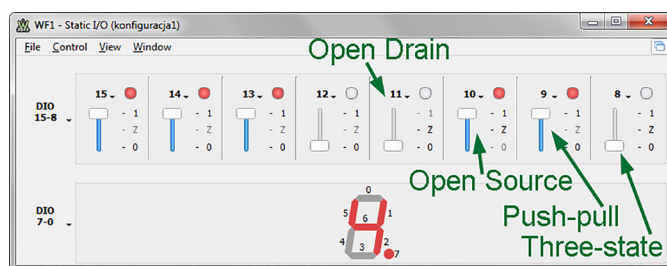 WF1 - Static I/O (konfiguracja1)
File Control View Window
Open Drain
DIO
15-8
15 14 13 12 11 10 9 8
- 1 - 1 - 1 - 1 - 1 - 1 - 1 - 1
- Z - Z - Z - Z - Z - Z - Z - Z
- 0 - 0 - 0 - 0 - 0 - 0 - 0 - 0
Open Source
Push-pull
Three-state
DIO
7-0
0
5 6 1
4 3 2
7